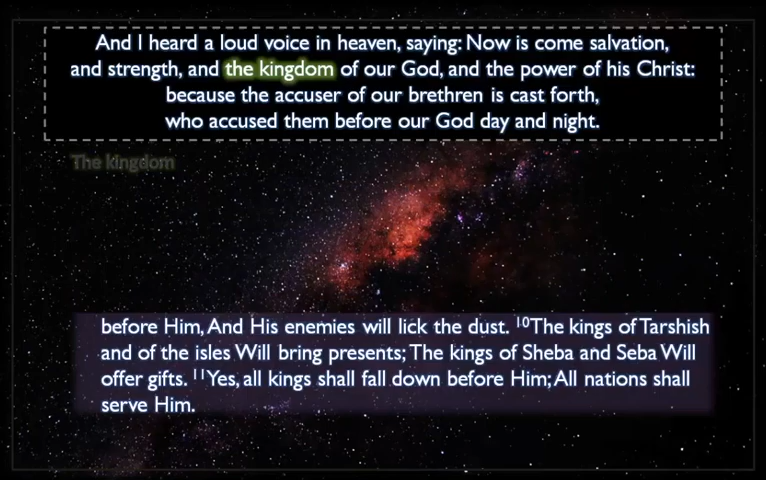 And I heard a loud voice in heaven, saying: Now is come salvation,
and strength, and the kingdom of our God, and the power of his Christ:
because the accuser of our brethren is cast forth,
who accused them before our God day and night.
The kingdom
before Him, And His enemies will lick the dust. ¹⁰The kings of Tarshish
and of the isles Will bring presents; The kings of Sheba and Seba Will
offer gifts. ¹¹Yes, all kings shall fall down before Him; All nations shall
serve Him.